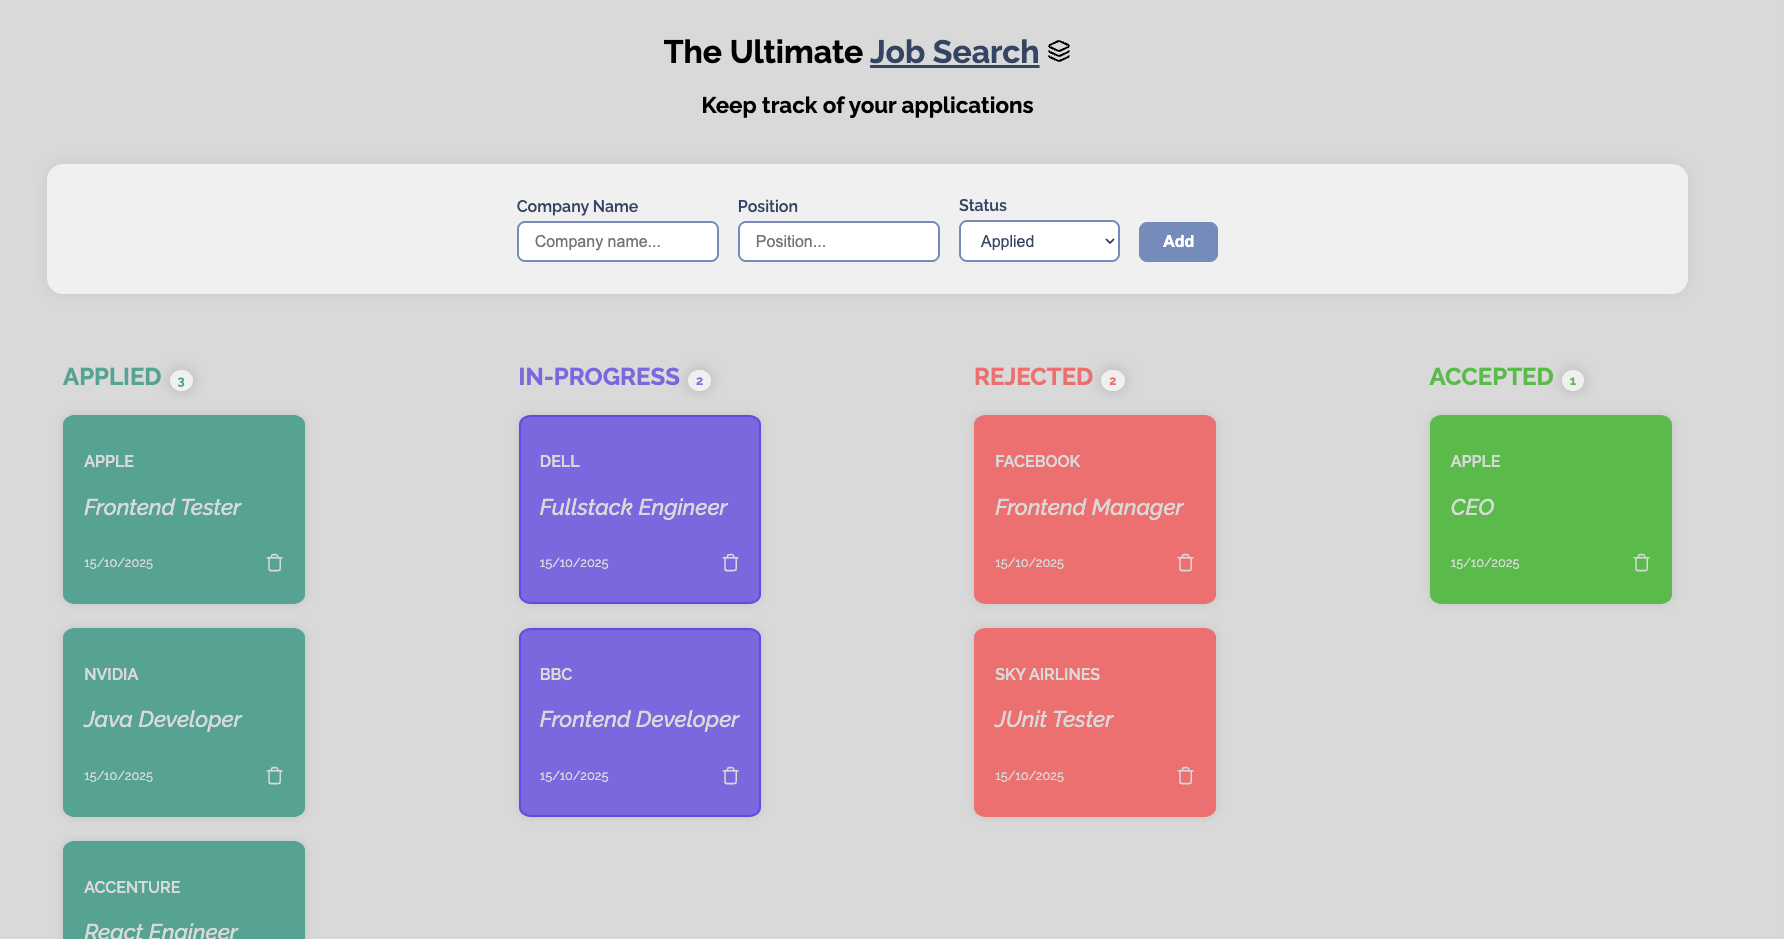 The Ultimate Job Search
Keep track of your applications
Company Name
Company name...
Position
Position...
Status
Applied
Add
APPLIED 3
APPLE
Frontend Tester
15/10/2025
NVIDIA
Java Developer
15/10/2025
ACCENTURE
React Engineer
IN-PROGRESS 2
DELL
Fullstack Engineer
15/10/2025
BBC
Frontend Developer
15/10/2025
REJECTED 2
FACEBOOK
Frontend Manager
15/10/2025
SKY AIRLINES
JUnit Tester
15/10/2025
ACCEPTED 1
APPLE
CEO
15/10/2025